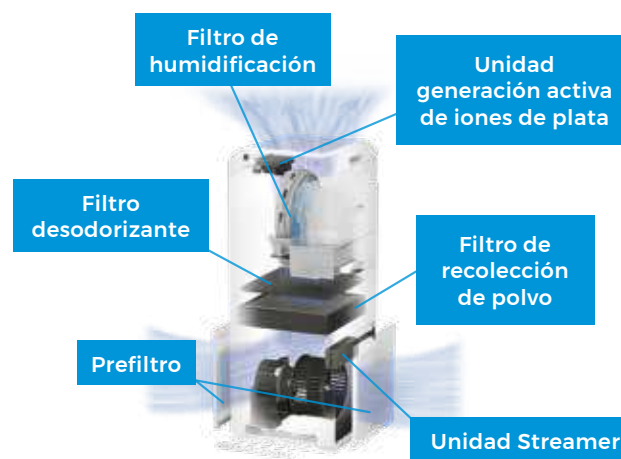 Filtro de
humidificación
Unidad
generación activa
de iones de plata
Filtro
desodorizante
Filtro de
recolección
de polvo
Prefiltro
Unidad Streamer